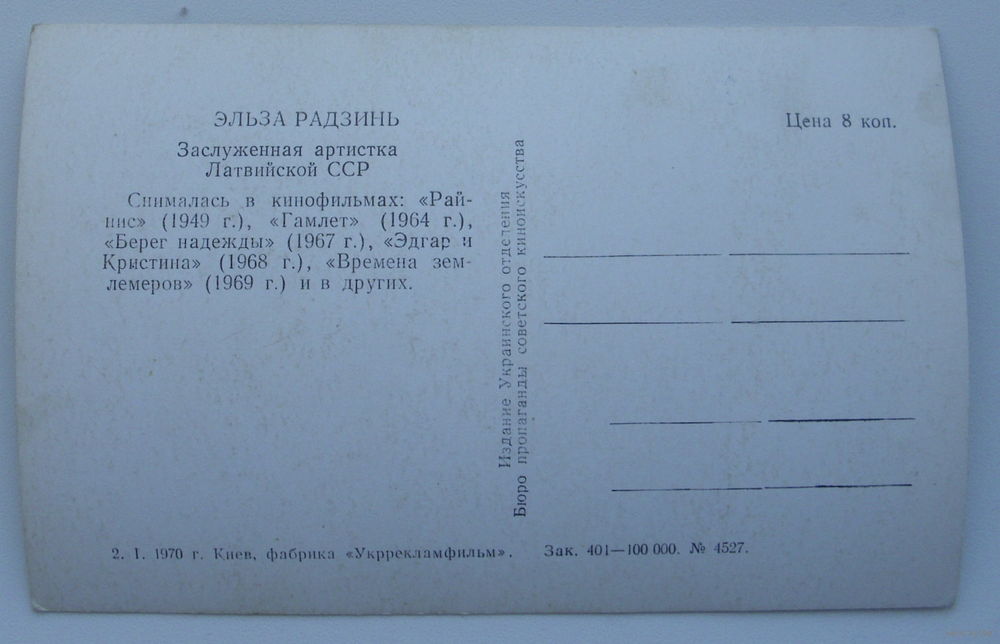 ЭЛЬЗА РАДЗИНЬ
Заслуженная артистка
Латвийской ССР
Снималась в кинофильмах: «Рай-
нис» (1949 г.), «Гамлет» (1964 г.),
«Берег надежды» (1967 г.), «Эдгар и
Кристина» (1968 г.), «Времена зем-
лемеров» (1969 г.) и в других.
Издание Украинского отделения
Бюро пропаганды советского киноискусства
Цена 8 коп.
2. I. 1970 г. Киев, фабрика «Укррекламфильм». Зак. 401—100 000. № 4527.